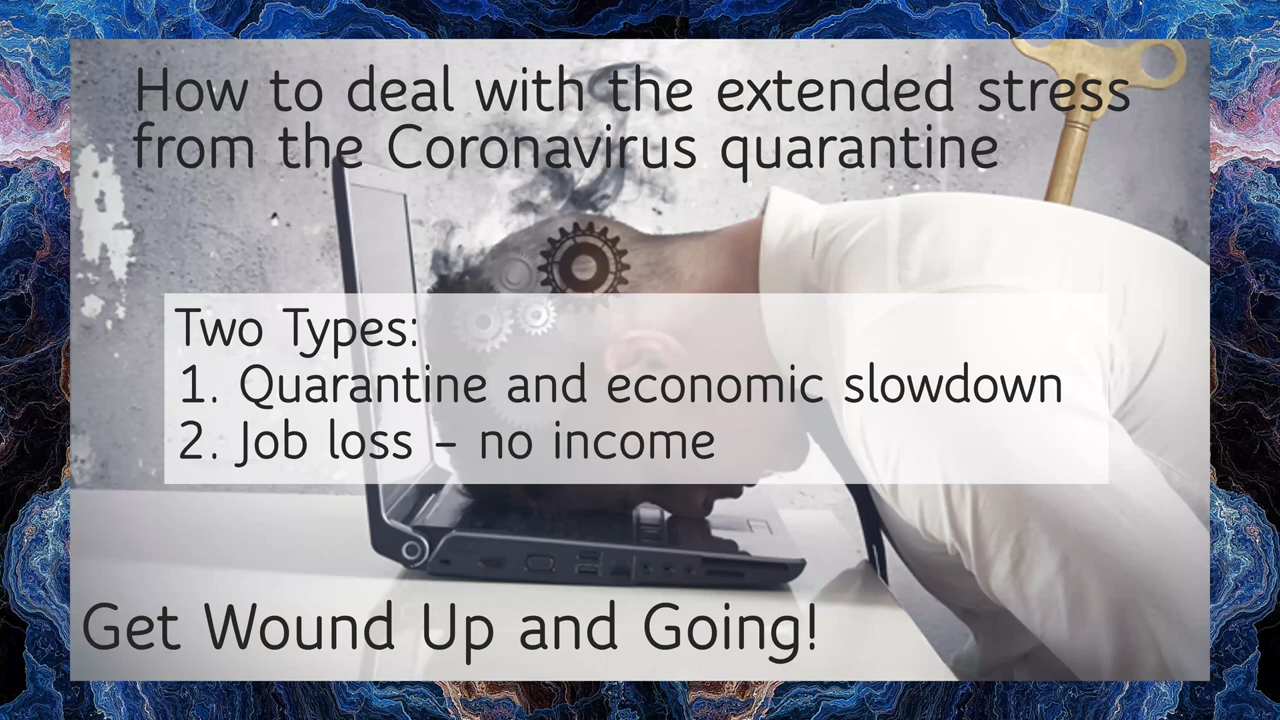 How to deal with the extended stress
from the Coronavirus quarantine
Two Types:
1. Quarantine and economic slowdown
2. Job loss – no income
Get Wound Up and Going!